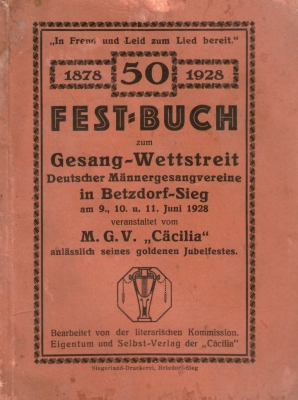 „In Freud und Leid zum Lied bereit."
1878 50 1928
FEST-BUCH
zum
Gesang-Wettstreit
Deutscher Männergesangvereine
in Betzdorf-Sieg
am 9., 10. u. 11. Juni 1928
veranstaltet vom
M. G. V. „Cäcilia"
anlässlich seines goldenen Jubelfestes.
Bearbeitet von der literarischen Kommission.
Eigentum und Selbst-Verlag der „Cäcilia"
Siegerland-Druckerei, Betzdorf-Sieg